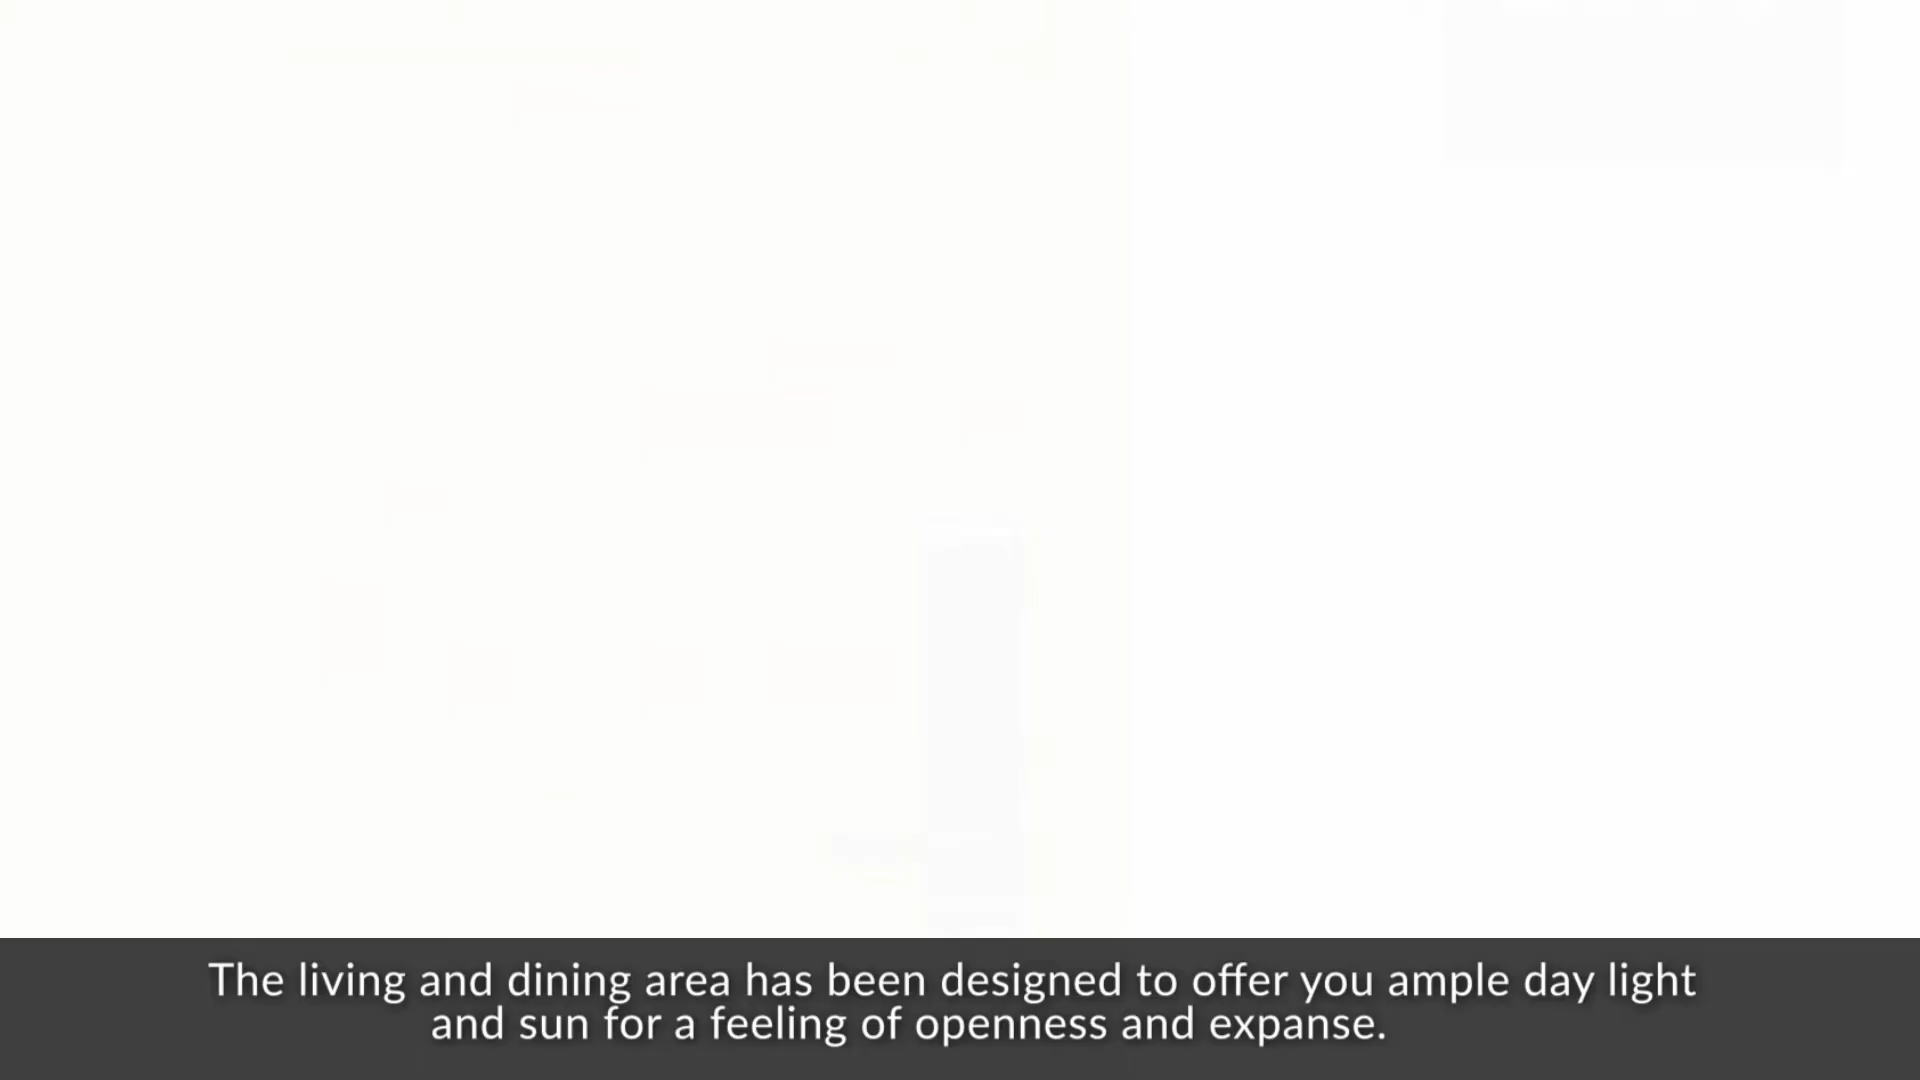 The living and dining area has been designed to offer you ample day light
and sun for a feeling of openness and expanse.